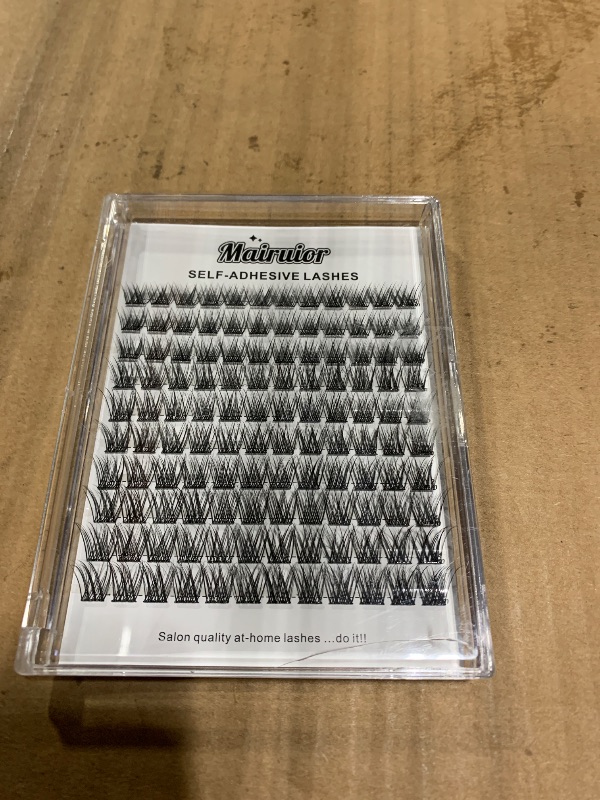 Mairuior
SELF-ADHESIVE LASHES
Salon quality at-home lashes ...do it!!